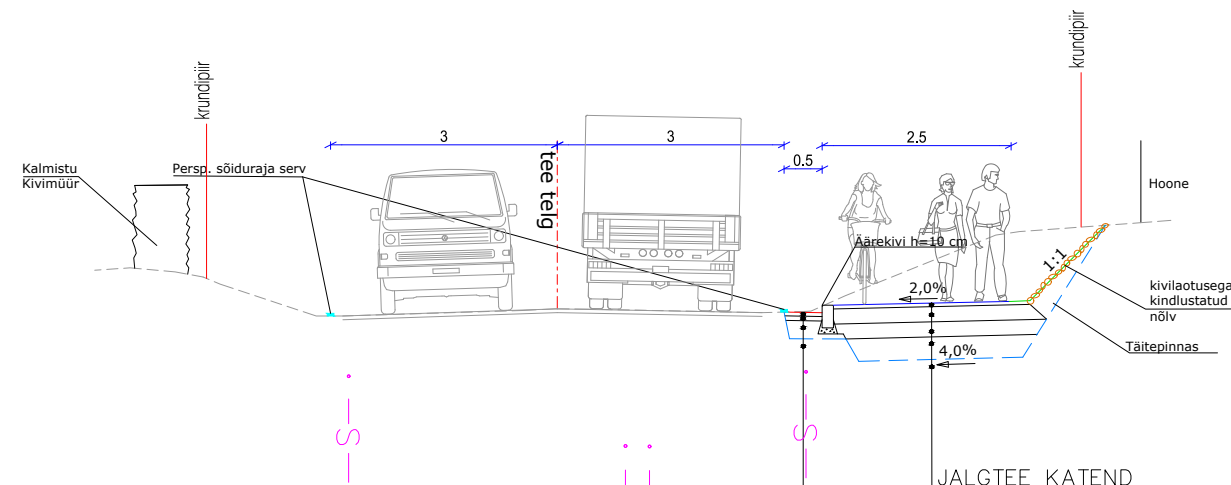 krundipiir
krundipiir
3
3
2.5
0.5
Kalmistu
Kivimüür
Persp. sõiduraja serv
tee telg
Hoone
Äärekivi h=10 cm
1:1
2,0%
kivilaotusega
kindlustatud
nõlv
Täitepinnas
4,0%
S
S
JALGTEE KATEND